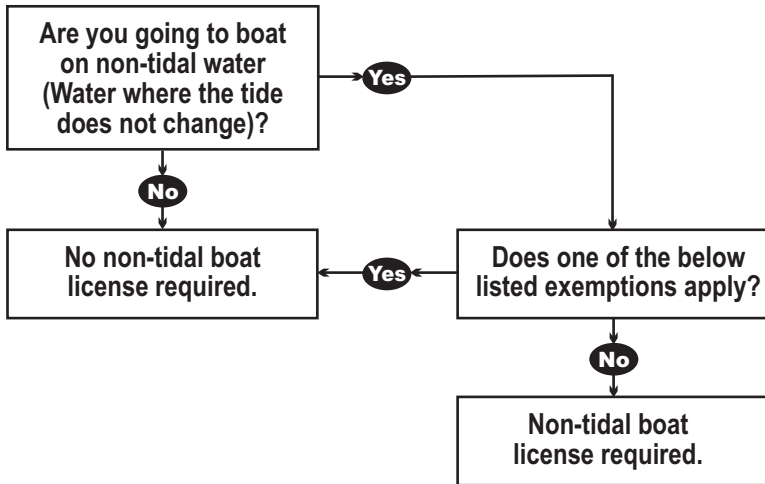 Are you going to boat
on non-tidal water
(Water where the tide
does not change)?
Yes
No
No non-tidal boat
license required.
Yes
Does one of the below
listed exemptions apply?
No
Non-tidal boat
license required.